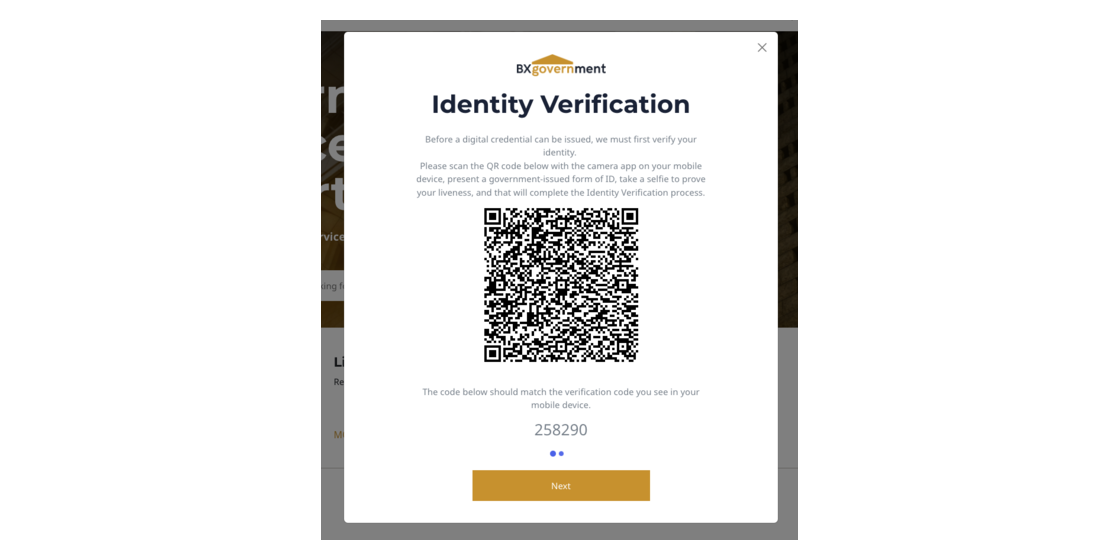 BXgovernment
Identity Verification
Before a digital credential can be issued, we must first verify your
identity.
Please scan the QR code below with the camera app on your mobile
device, present a government-issued form of ID, take a selfie to prove
your liveness, and that will complete the Identity Verification process.
The code below should match the verification code you see in your
mobile device.
258290
Next